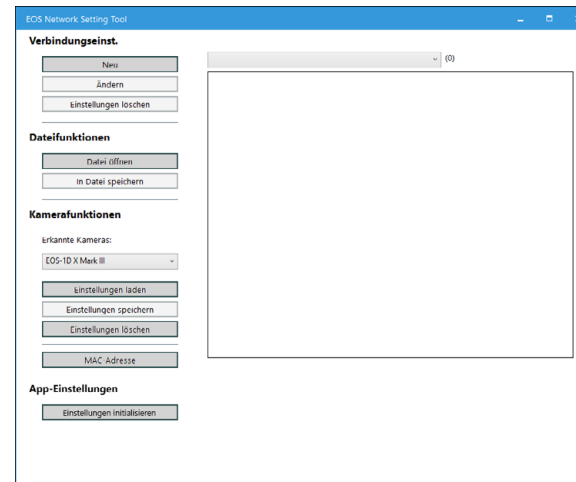 EOS Network Setting Tool
Verbindungseinst.
Neu
(0)
Ändern
Einstellungen löschen
Dateifunktionen
Datei öffnen
In Datei speichern
Kamerafunktionen
Erkannte Kameras:
EOS-1D X Mark III
Einstellungen laden
Einstellungen speichern
Einstellungen löschen
MAC-Adresse
App-Einstellungen
Einstellungen initialisieren